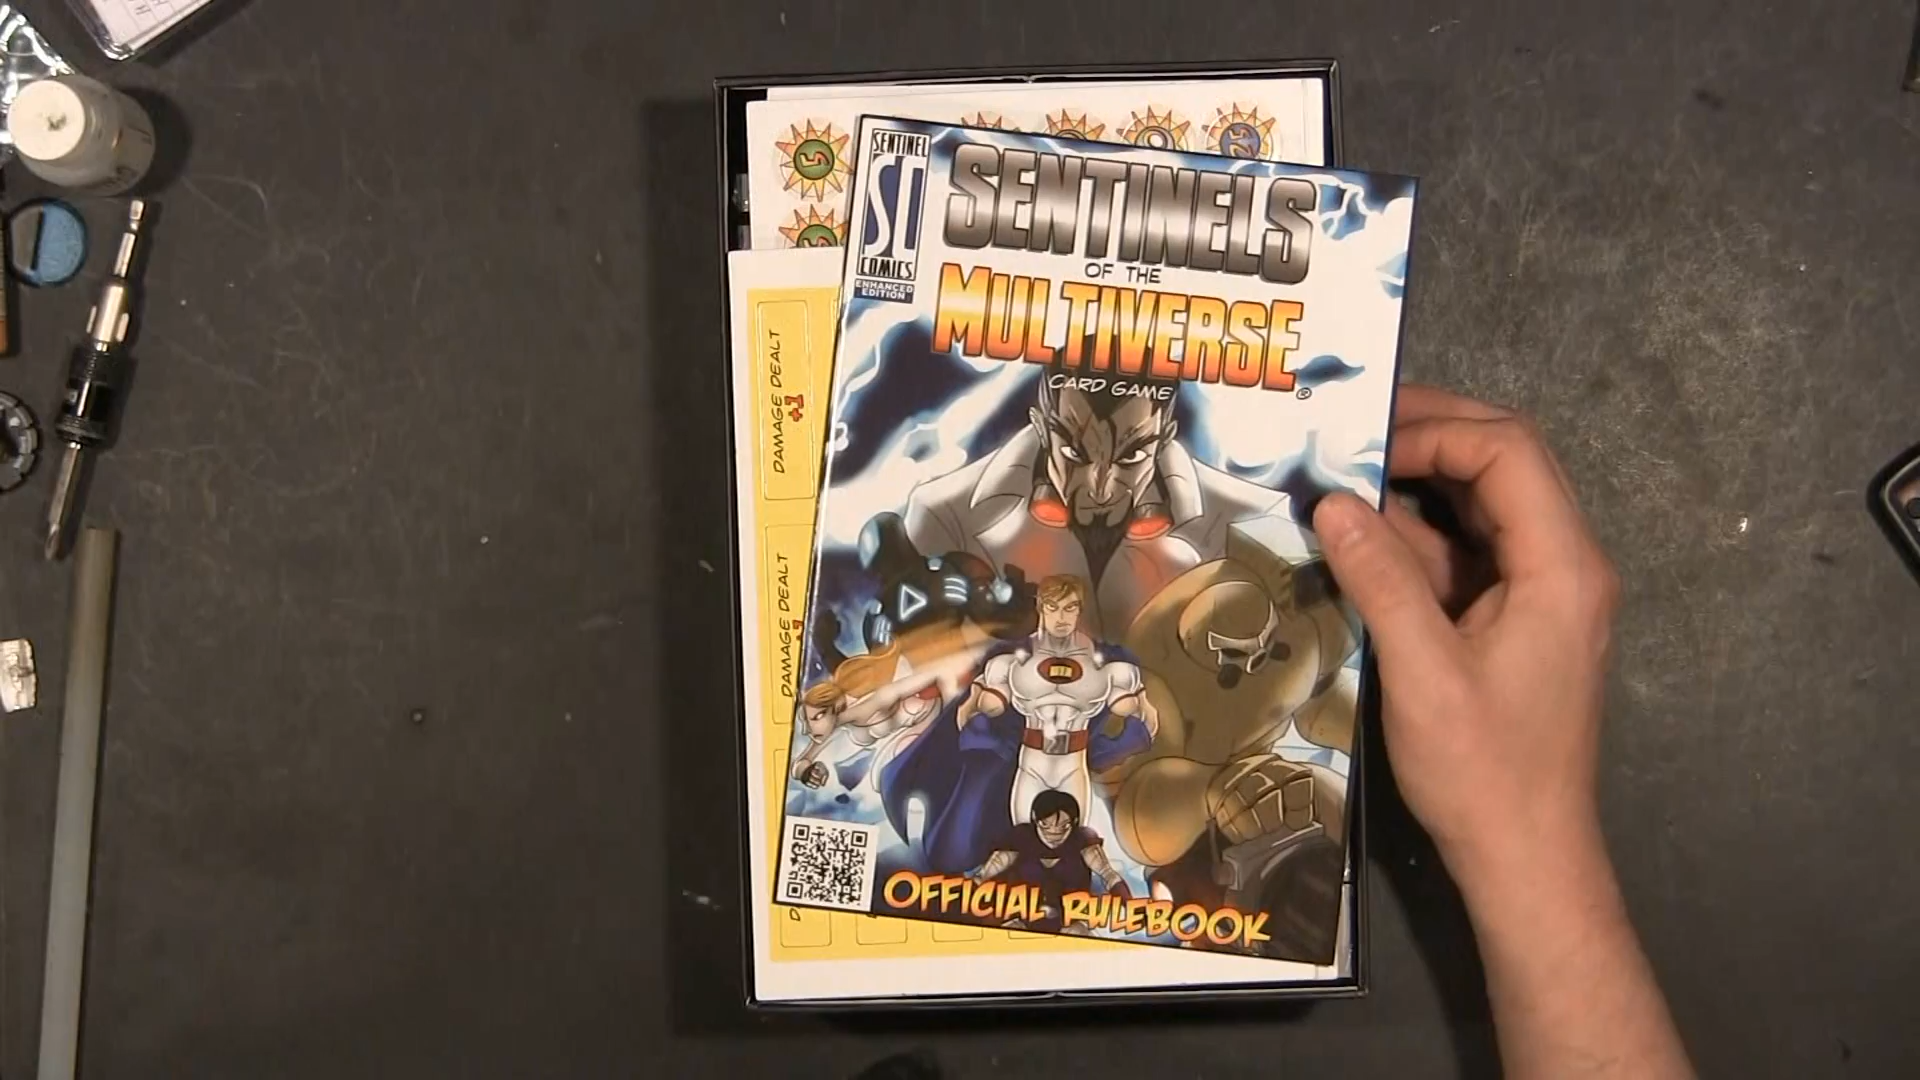 SENTINEL
SC
COMICS
ENHANCED
EDITION
SENTINELS
OF THE
MULTIVERSE
®
CARD GAME
DAMAGE DEALT
+1
DAMAGE DEALT
OFFICIAL RULEBOOK
5